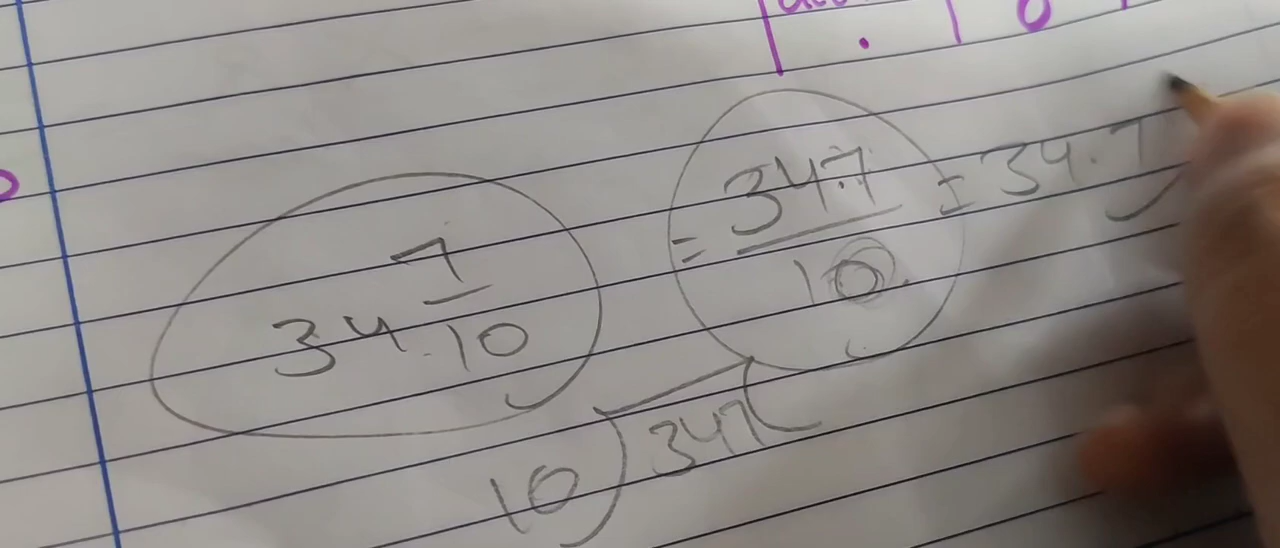 34 7/10 = 347/10 = 34.7
10)347(